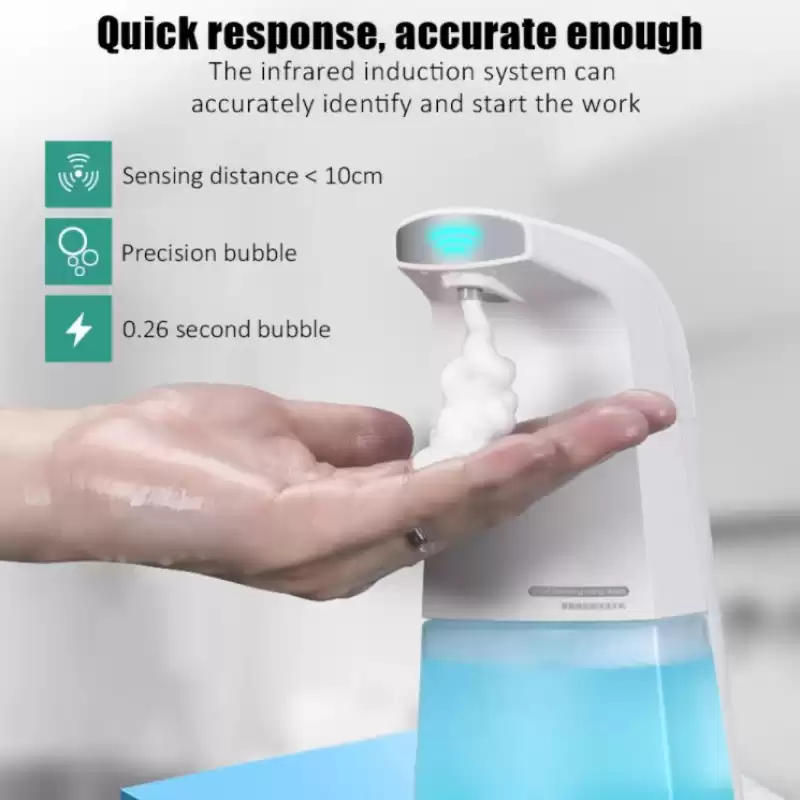 Quick response, accurate enough
The infrared induction system can
accurately identify and start the work
Sensing distance < 10cm
Precision bubble
0.26 second bubble